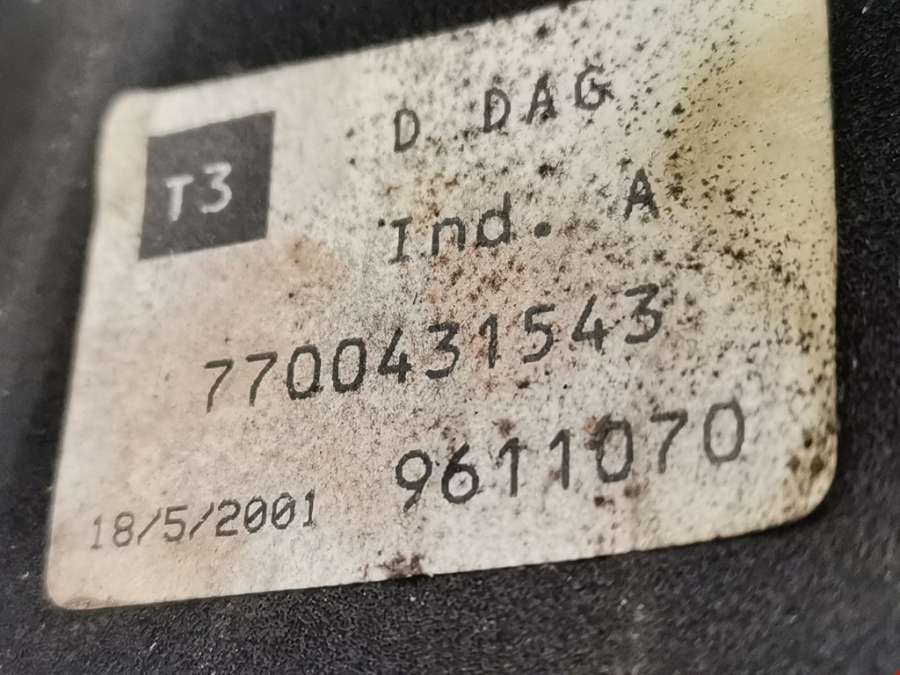 T3
D DAG
Ind. A
7700431543
9611070
18/5/2001